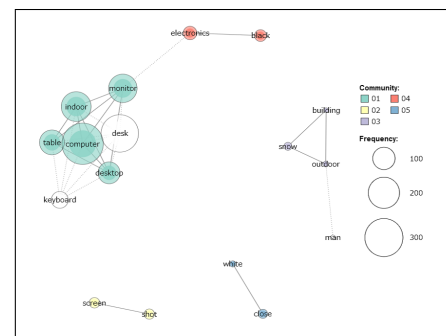 electronics
black
monitor
indoor
desk
table
computer
desktop
keyboard
building
snow
outdoor
man
white
close
screen
shot
Community:
01 04
02 05
03
Frequency:
100
200
300